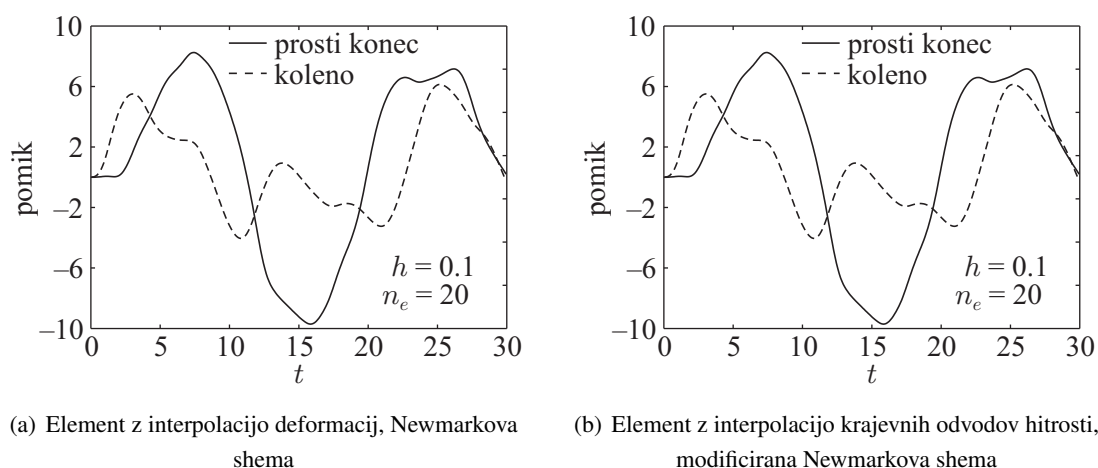 10
6
2
−2
−6
−10
pomik
prosti konec
koleno
h = 0.1
nₑ = 20
0 5 10 15 20 25 30
t
(a) Element z interpolacijo deformacij, Newmarkova
shema
10
6
2
−2
−6
−10
pomik
prosti konec
koleno
h = 0.1
nₑ = 20
0 5 10 15 20 25 30
t
(b) Element z interpolacijo krajevnih odvodov hitrosti,
modificirana Newmarkova shema